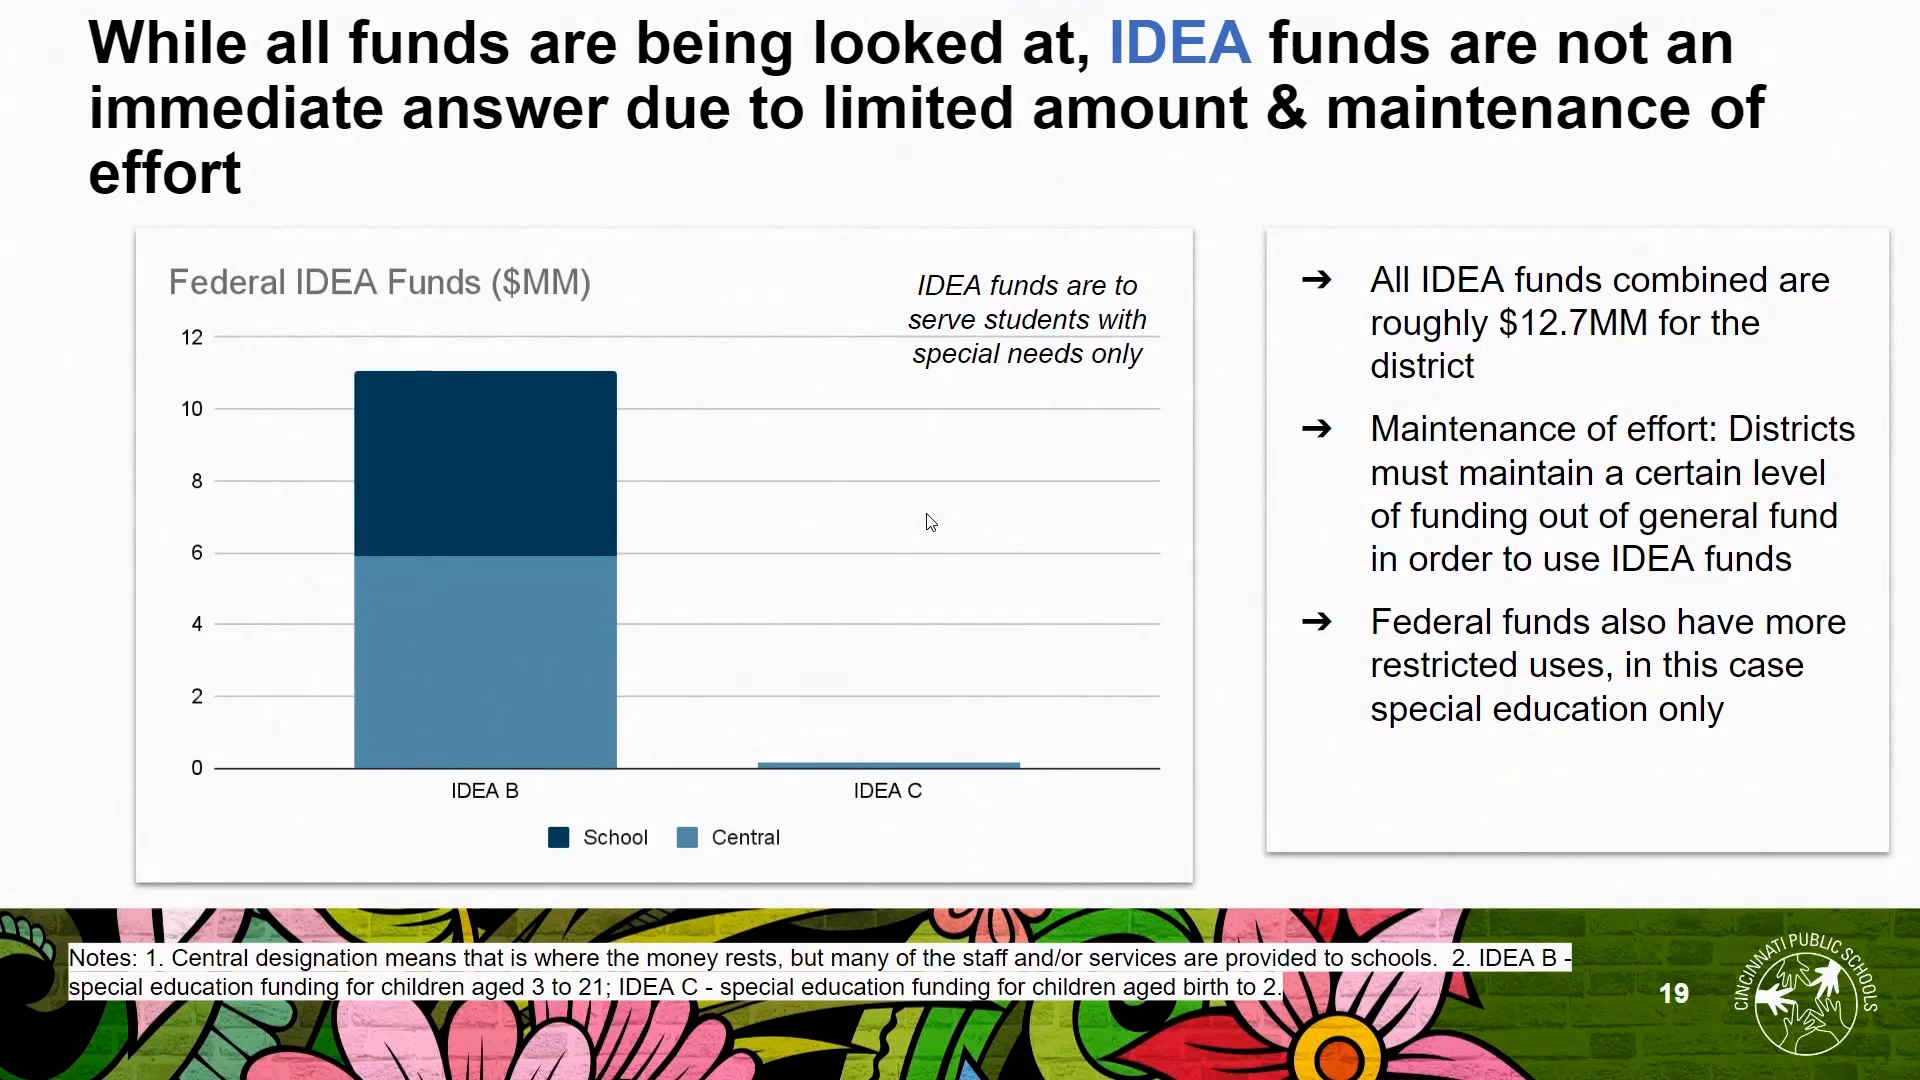 While all funds are being looked at, IDEA funds are not an
immediate answer due to limited amount & maintenance of
effort
Federal IDEA Funds ($MM)
IDEA funds are to
serve students with
special needs only
12
10
8
6
4
2
0
IDEA B
IDEA C
School
Central
➔ All IDEA funds combined are
roughly $12.7MM for the
district
➔ Maintenance of effort: Districts
must maintain a certain level
of funding out of general fund
in order to use IDEA funds
➔ Federal funds also have more
restricted uses, in this case
special education only
Notes: 1. Central designation means that is where the money rests, but many of the staff and/or services are provided to schools. 2. IDEA B -
special education funding for children aged 3 to 21; IDEA C - special education funding for children aged birth to 2.
19
CINCINNATI PUBLIC SCHOOLS